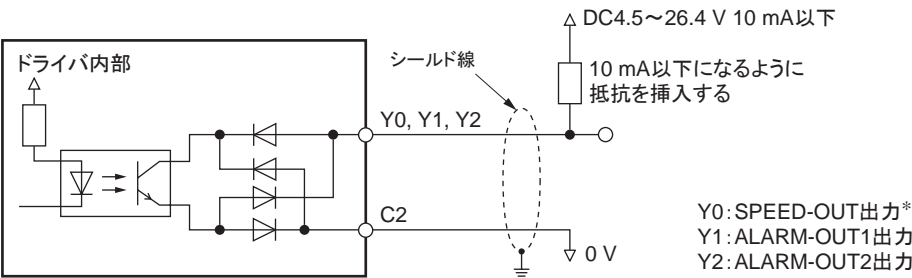 DC4.5～26.4 V 10 mA以下
ドライバ内部
シールド線
10 mA以下になるように
抵抗を挿入する
Y0, Y1, Y2
C2
0 V
Y0：SPEED-OUT出力*
Y1：ALARM-OUT1出力
Y2：ALARM-OUT2出力